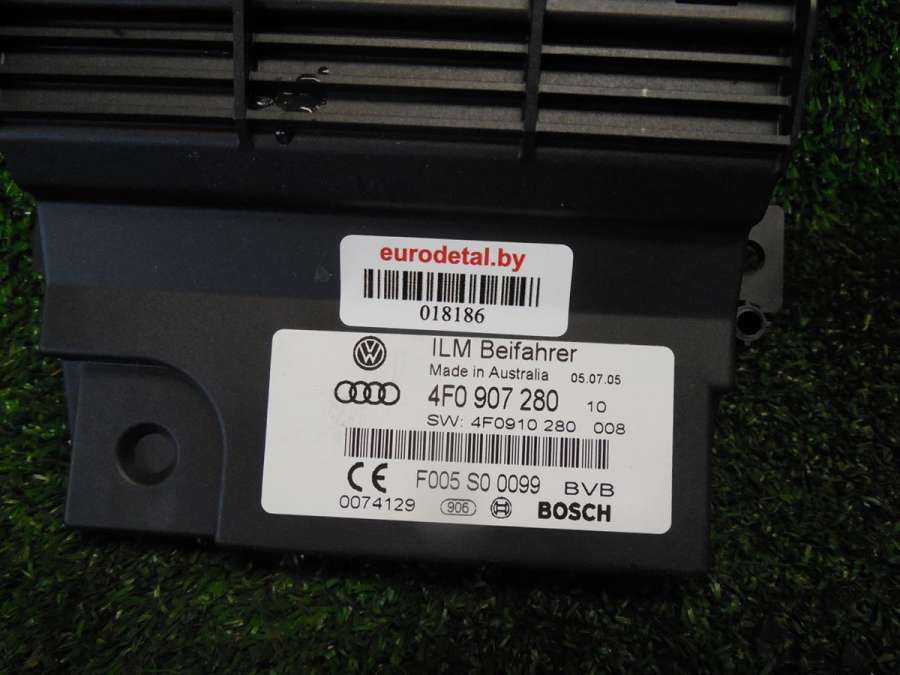 eurodetal.by
018186
ILM Beifahrer
Made in Australia 05.07.05
4F0 907 280 10
SW: 4F0910 280 008
F005 S0 0099 BVB
0074129 906 BOSCH